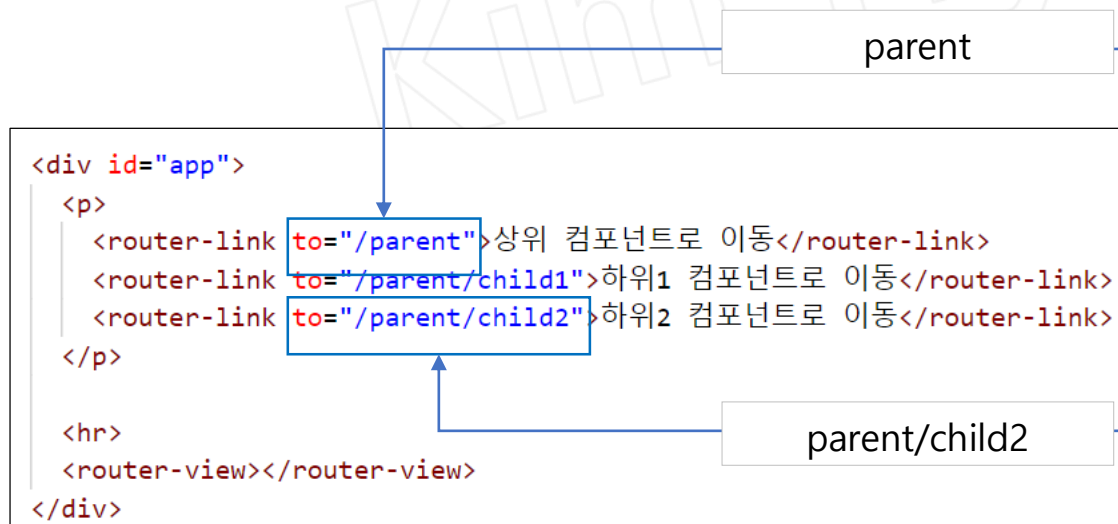 parent
<div id="app">
<p>
<router-link to="/parent">상위 컴포넌트로 이동</router-link>
<router-link to="/parent/child1">하위1 컴포넌트로 이동</router-link>
<router-link to="/parent/child2">하위2 컴포넌트로 이동</router-link>
</p>
<hr>
parent/child2
<router-view></router-view>
</div>